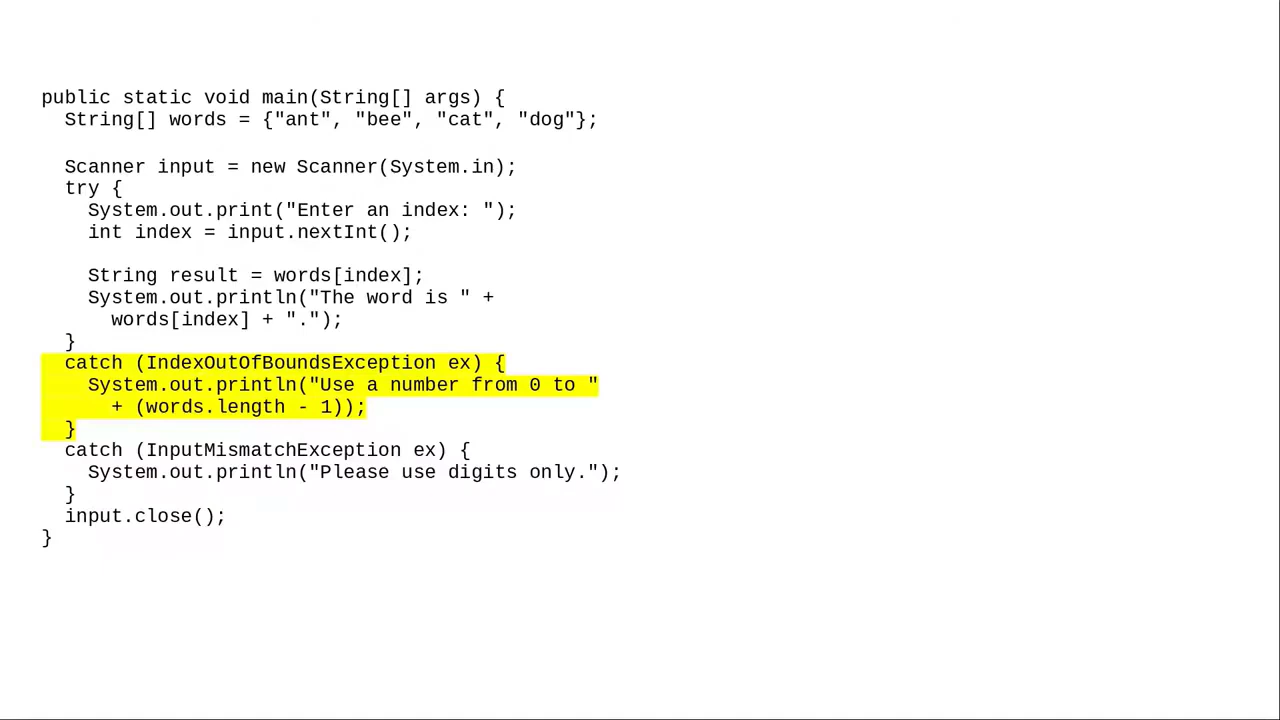 public static void main(String[] args) {
  String[] words = {"ant", "bee", "cat", "dog"};

  Scanner input = new Scanner(System.in);
  try {
    System.out.print("Enter an index: ");
    int index = input.nextInt();

    String result = words[index];
    System.out.println("The word is " +
      words[index] + ".");
  }
  catch (IndexOutOfBoundsException ex) {
    System.out.println("Use a number from 0 to "
      + (words.length - 1));
  }
  catch (InputMismatchException ex) {
    System.out.println("Please use digits only.");
  }
  input.close();
}